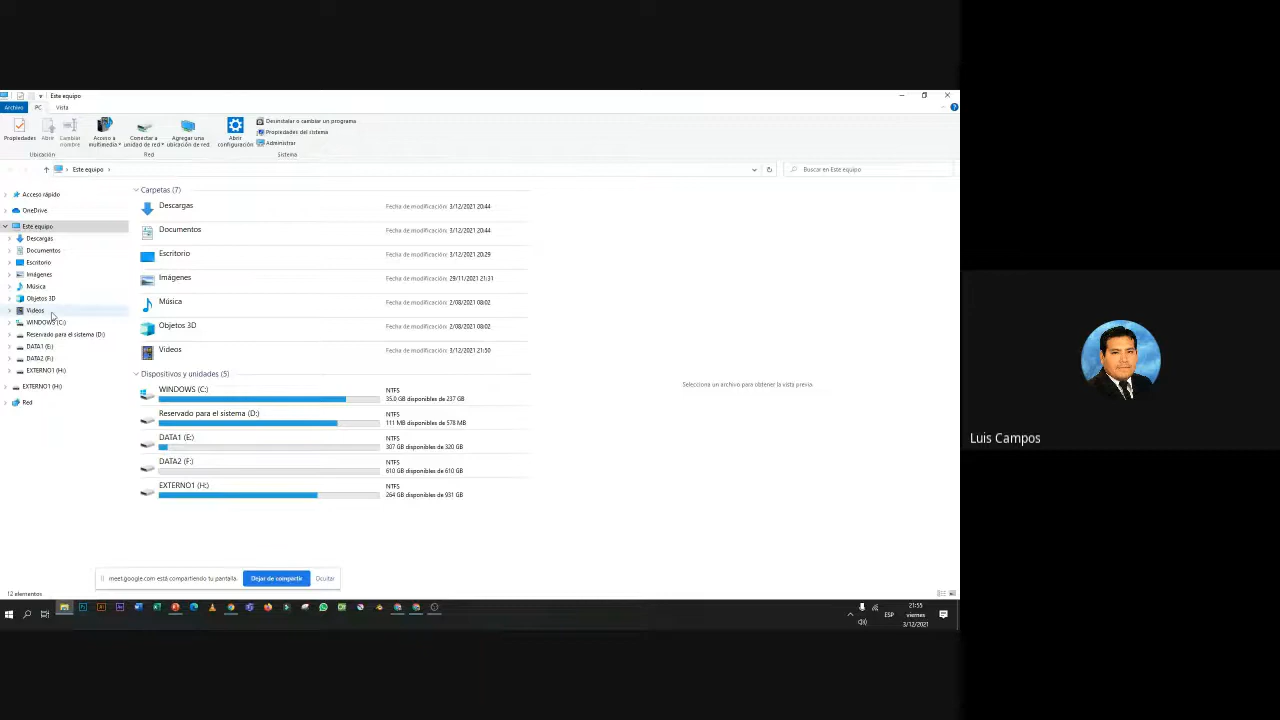 Este equipo
Archivo PC Vista
Propiedades Abrir Cambiar nombre Acceso a multimedia Conectar a unidad de red Agregar una ubicación de red Abrir configuración
Desinstalar o cambiar un programa
Propiedades del sistema
Administrar
Ubicación Red Sistema
Este equipo
Buscar en Este equipo
Acceso rápido
OneDrive
Este equipo
Descargas
Documentos
Escritorio
Imágenes
Música
Objetos 3D
Videos
WINDOWS (C:)
Reservado para el sistema (D:)
DATA1 (E:)
DATA2 (F:)
EXTERNO1 (H:)
EXTERNO1 (H:)
Red
Carpetas (7)
Descargas Fecha de modificación: 3/12/2021 20:44
Documentos Fecha de modificación: 3/12/2021 20:44
Escritorio Fecha de modificación: 3/12/2021 20:29
Imágenes Fecha de modificación: 29/11/2021 21:31
Música Fecha de modificación: 2/08/2021 08:02
Objetos 3D Fecha de modificación: 2/08/2021 08:02
Videos Fecha de modificación: 3/12/2021 21:50
Dispositivos y unidades (5)
WINDOWS (C:) NTFS
35.0 GB disponibles de 237 GB
Reservado para el sistema (D:) NTFS
111 MB disponibles de 578 MB
DATA1 (E:) NTFS
307 GB disponibles de 320 GB
DATA2 (F:) NTFS
610 GB disponibles de 610 GB
EXTERNO1 (H:) NTFS
264 GB disponibles de 931 GB
Selecciona un archivo para obtener la vista previa.
meet.google.com está compartiendo tu pantalla. Dejar de compartir Ocultar
12 elementos
ESP
21:55
viernes
3/12/2021
Luis Campos